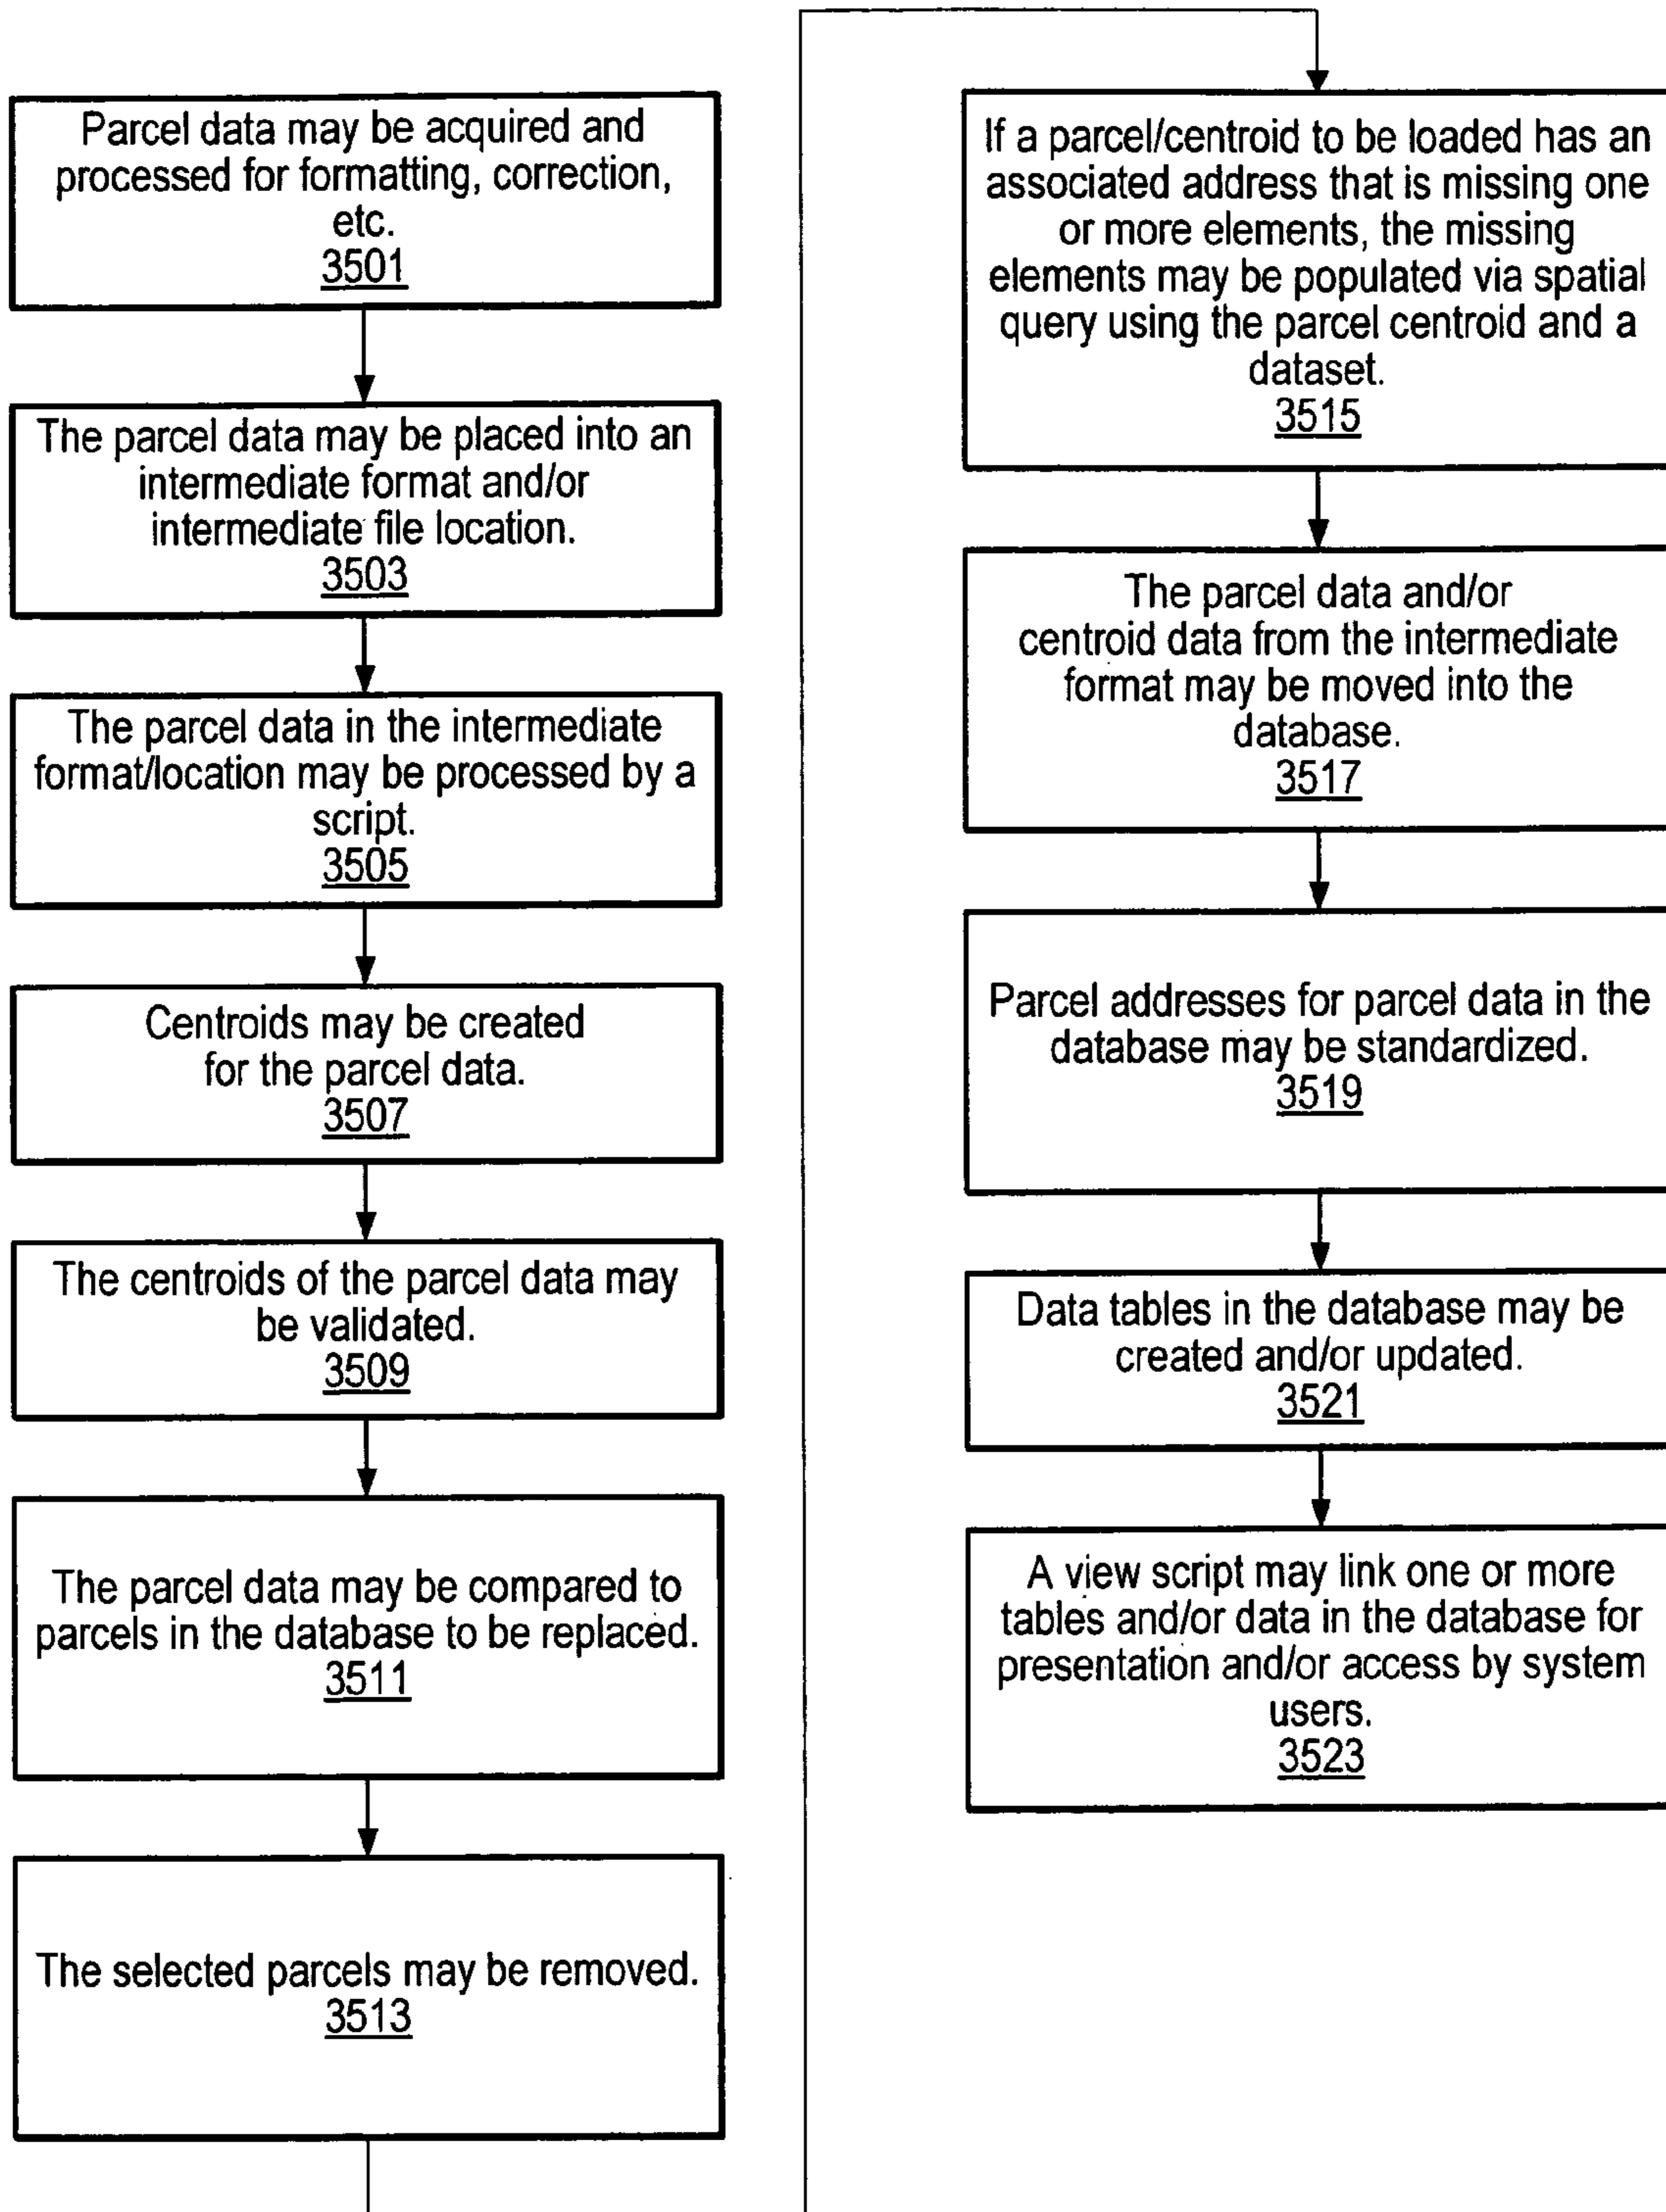 Parcel data may be acquired and
processed for formatting, correction,
etc.
3501
The parcel data may be placed into an
intermediate format and/or
intermediate file location.
3503
The parcel data in the intermediate
format/location may be processed by a
script.
3505
Centroids may be created
for the parcel data.
3507
The centroids of the parcel data may
be validated.
3509
The parcel data may be compared to
parcels in the database to be replaced.
3511
The selected parcels may be removed.
3513
If a parcel/centroid to be loaded has an
associated address that is missing one
or more elements, the missing
elements may be populated via spatial
query using the parcel centroid and a
dataset.
3515
The parcel data and/or
centroid data from the intermediate
format may be moved into the
database.
3517
Parcel addresses for parcel data in the
database may be standardized.
3519
Data tables in the database may be
created and/or updated.
3521
A view script may link one or more
tables and/or data in the database for
presentation and/or access by system
users.
3523